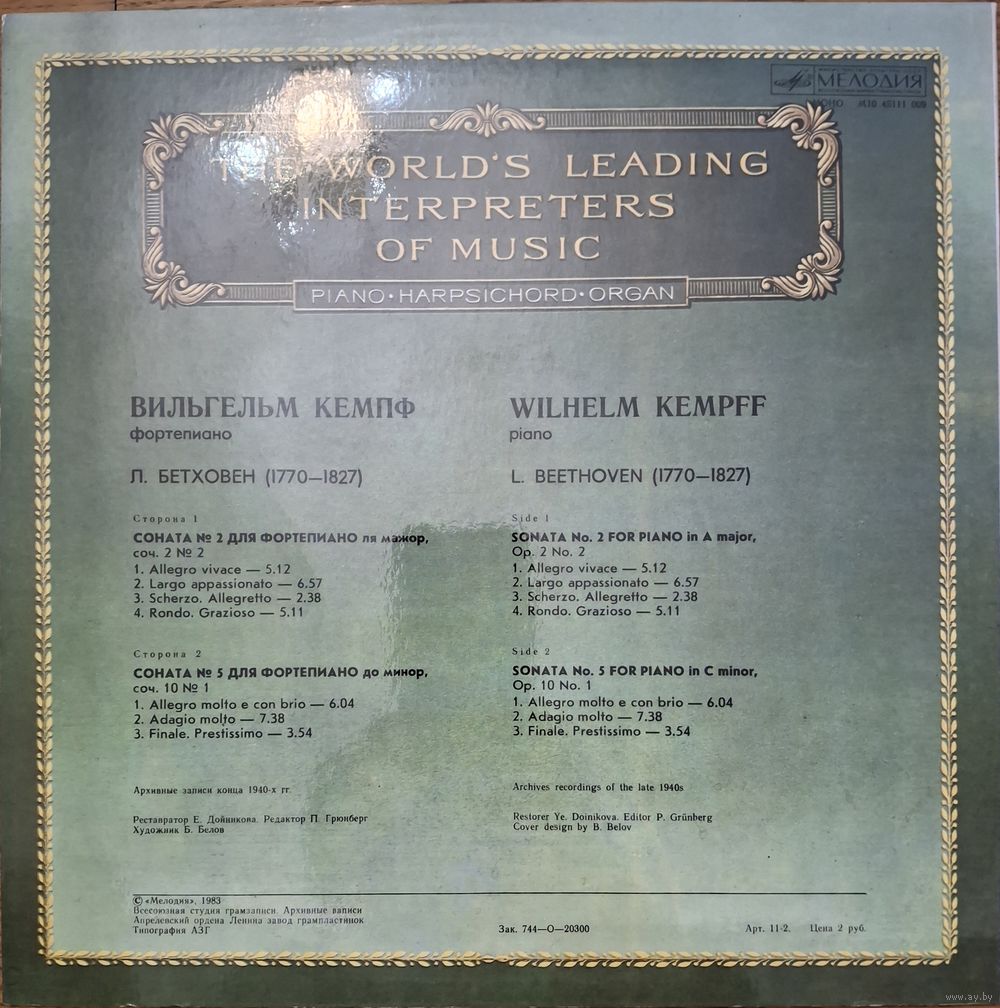 МЕЛОДИЯ
МОНО М10 45111 009
THE WORLD'S LEADING
INTERPRETERS
OF MUSIC
PIANO·HARPSICHORD·ORGAN
ВИЛЬГЕЛЬМ КЕМПФ
фортепиано
Л. БЕТХОВЕН (1770—1827)
Сторона 1
СОНАТА № 2 ДЛЯ ФОРТЕПИАНО ля мажор,
соч. 2 № 2
1. Allegro vivace — 5.12
2. Largo appassionato — 6.57
3. Scherzo. Allegretto — 2.38
4. Rondo. Grazioso — 5.11
Сторона 2
СОНАТА № 5 ДЛЯ ФОРТЕПИАНО до минор,
соч. 10 № 1
1. Allegro molto e con brio — 6.04
2. Adagio molto — 7.38
3. Finale. Prestissimo — 3.54
Архивные записи конца 1940-х гг.
Реставратор Е. Дойникова. Редактор П. Грюнберг
Художник Б. Белов
WILHELM KEMPFF
piano
L. BEETHOVEN (1770—1827)
Side 1
SONATA No. 2 FOR PIANO in A major,
Op. 2 No. 2
1. Allegro vivace — 5.12
2. Largo appassionato — 6.57
3. Scherzo. Allegretto — 2.38
4. Rondo. Grazioso — 5.11
Side 2
SONATA No. 5 FOR PIANO in C minor,
Op. 10 No. 1
1. Allegro molto e con brio — 6.04
2. Adagio molto — 7.38
3. Finale. Prestissimo — 3.54
Archives recordings of the late 1940s
Restorer Ye. Doinikova. Editor P. Grünberg
Cover design by B. Belov
© «Мелодия», 1983
Всесоюзная студия грамзаписи. Архивные записи
Апрелевский ордена Ленина завод грампластинок
Типография АЗГ
Зак. 744—О—20300
Арт. 11-2. Цена 2 руб.
www.ay.by